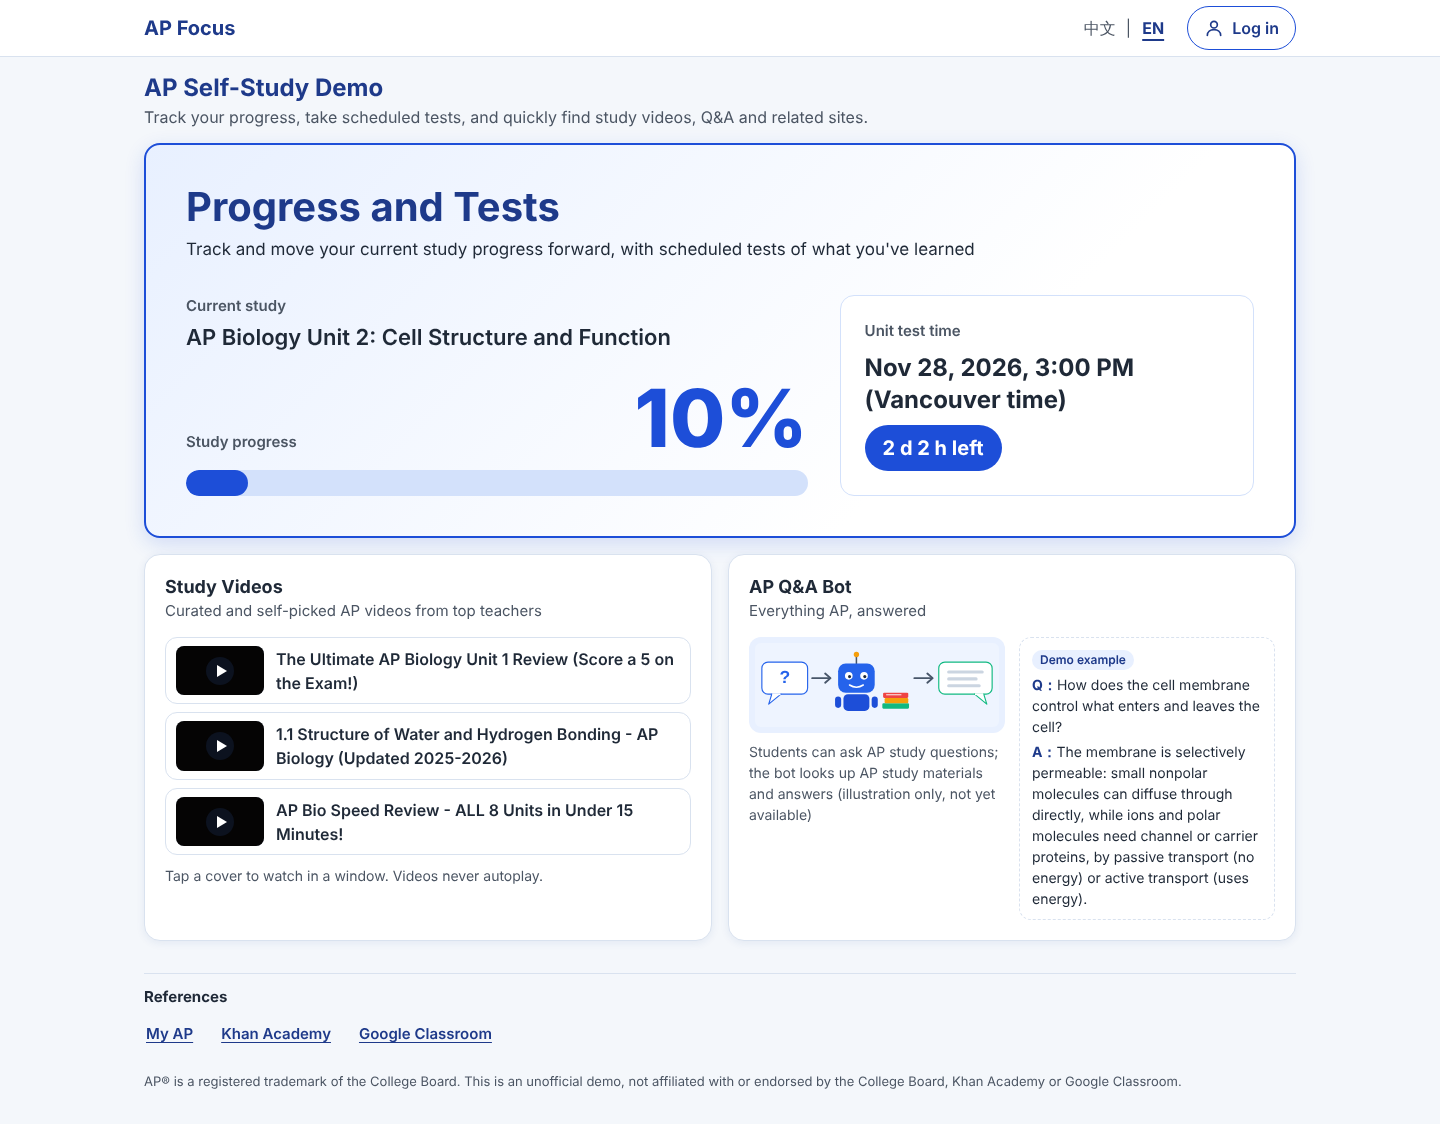 AP Focus
中文 | EN
Log in
AP Self-Study Demo
Track your progress, take scheduled tests, and quickly find study videos, Q&A and related sites.
Progress and Tests
Track and move your current study progress forward, with scheduled tests of what you've learned
Current study
AP Biology Unit 2: Cell Structure and Function
Study progress
10%
Unit test time
Nov 28, 2026, 3:00 PM
(Vancouver time)
2 d 2 h left
Study Videos
Curated and self-picked AP videos from top teachers
The Ultimate AP Biology Unit 1 Review (Score a 5 on
the Exam!)
1.1 Structure of Water and Hydrogen Bonding - AP
Biology (Updated 2025-2026)
AP Bio Speed Review - ALL 8 Units in Under 15
Minutes!
Tap a cover to watch in a window. Videos never autoplay.
AP Q&A Bot
Everything AP, answered
?
Students can ask AP study questions;
the bot looks up AP study materials
and answers (illustration only, not yet
available)
Demo example
Q：How does the cell membrane
control what enters and leaves the
cell?
A：The membrane is selectively
permeable: small nonpolar
molecules can diffuse through
directly, while ions and polar
molecules need channel or carrier
proteins, by passive transport (no
energy) or active transport (uses
energy).
References
My AP
Khan Academy
Google Classroom
AP® is a registered trademark of the College Board. This is an unofficial demo, not affiliated with or endorsed by the College Board, Khan Academy or Google Classroom.